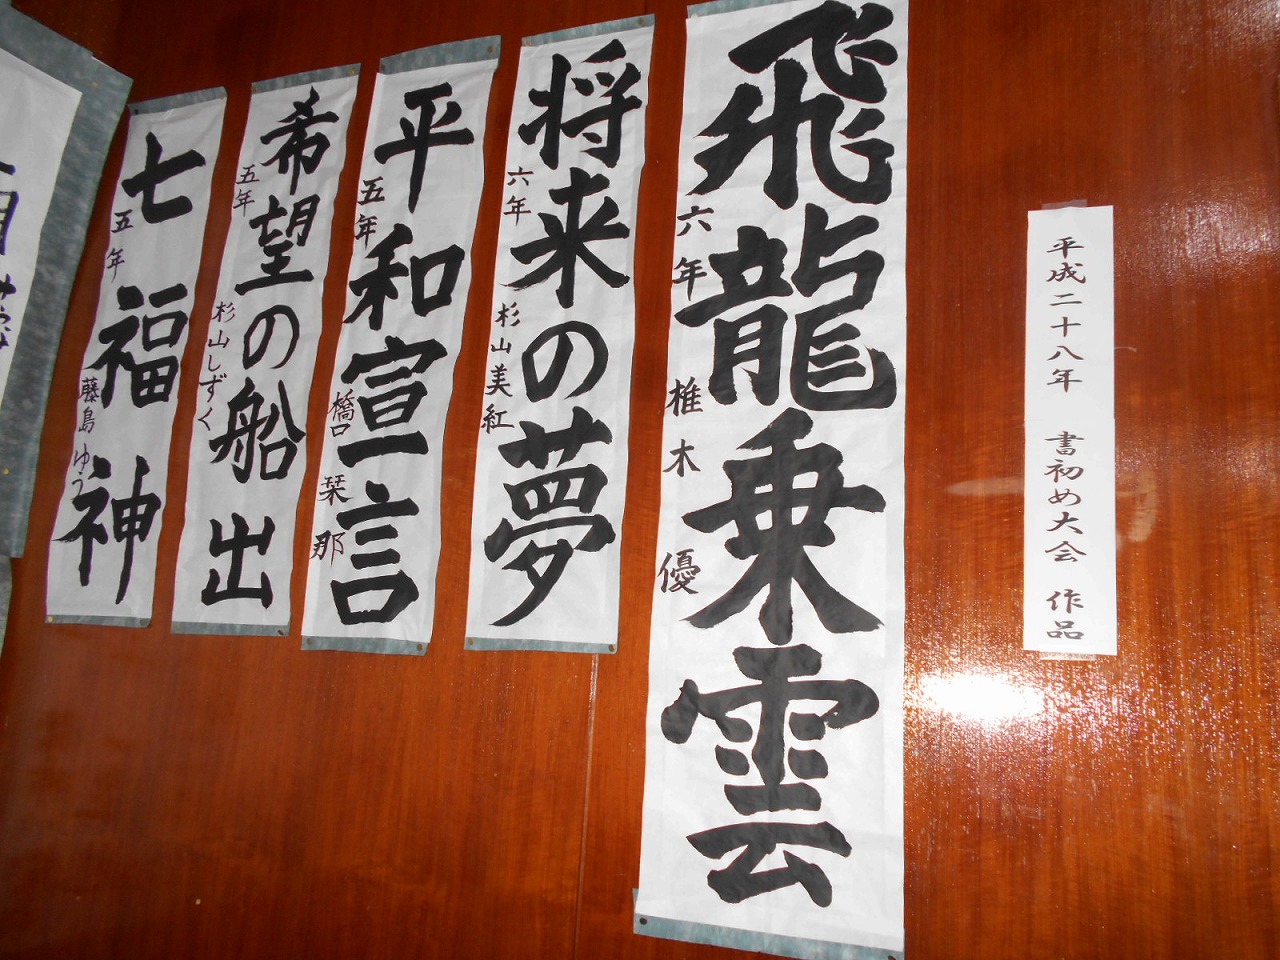 平成二十八年 書初め大会 作品
飛龍乗雲
六年 椎木 優
将来の夢
六年 杉山美紅
平和宣言
五年 橋口 栞那
希望の船出
五年 杉山しずく
七福神
五年 藤島ゆう